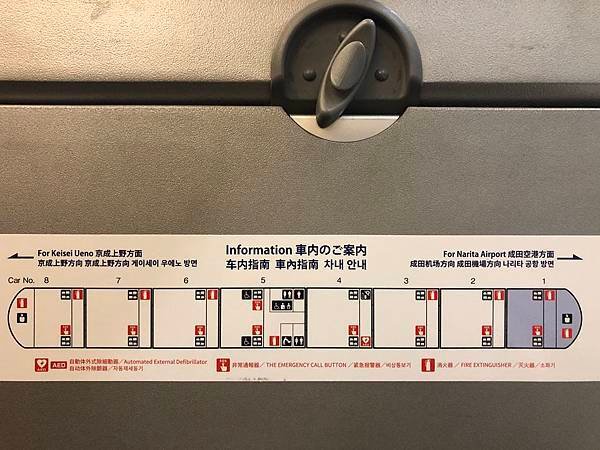 For Keisei Ueno 京成上野方面
京成上野方向 京成上野方向 게이세이 우에노 방면
Information 車内のご案内
车内指南 車內指南 차내 안내
For Narita Airport 成田空港方面
成田机场方向 成田機場方向 나리타 공항 방면
Car No. 8 7 6 5 4 3 2 1
AED 自動体外式除細動器／Automated External Defibrillator
自动体外除颤器／자동제세동기
非常通報器／THE EMERGENCY CALL BUTTON／紧急报警器／비상통보기
消火器／FIRE EXTINGUISHER／灭火器／소화기